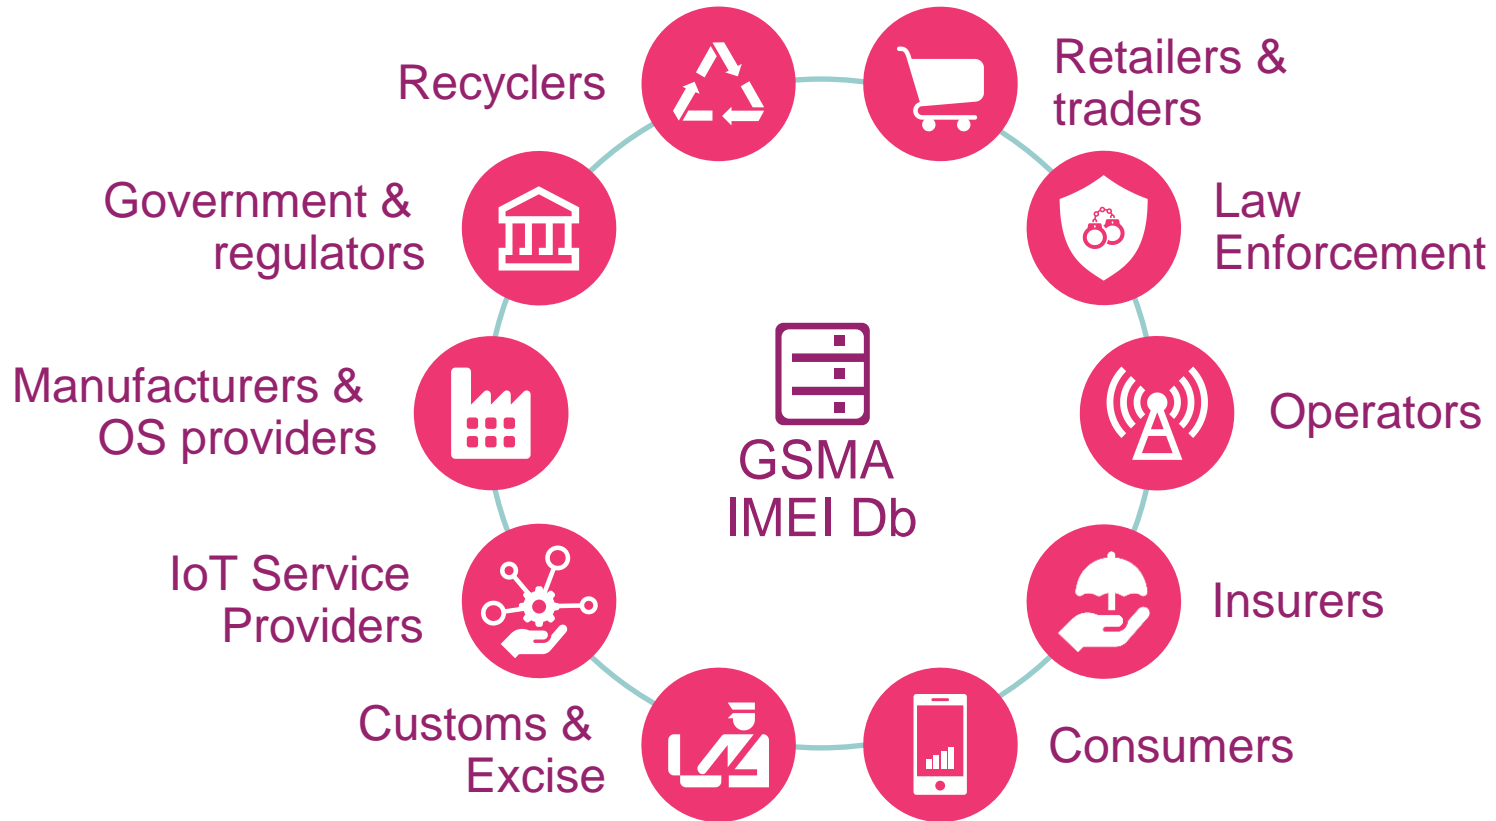 Recyclers
Retailers &
traders
Government &
regulators
Law
Enforcement
Manufacturers &
OS providers
GSMA
IMEI Db
Operators
IoT Service
Providers
Insurers
Customs &
Excise
Consumers